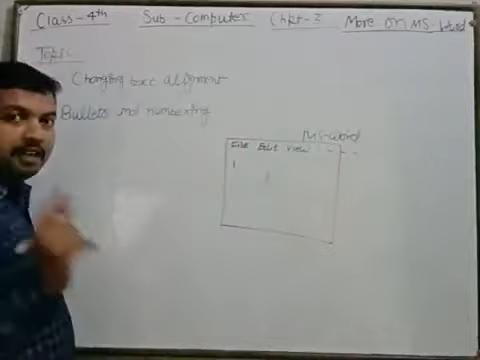 Class-4th Sub-Computer Chpt-3 More on MS-Word
Topic
Changing text alignment
Bullets and numbering
MS-Word
File Edit View - - -